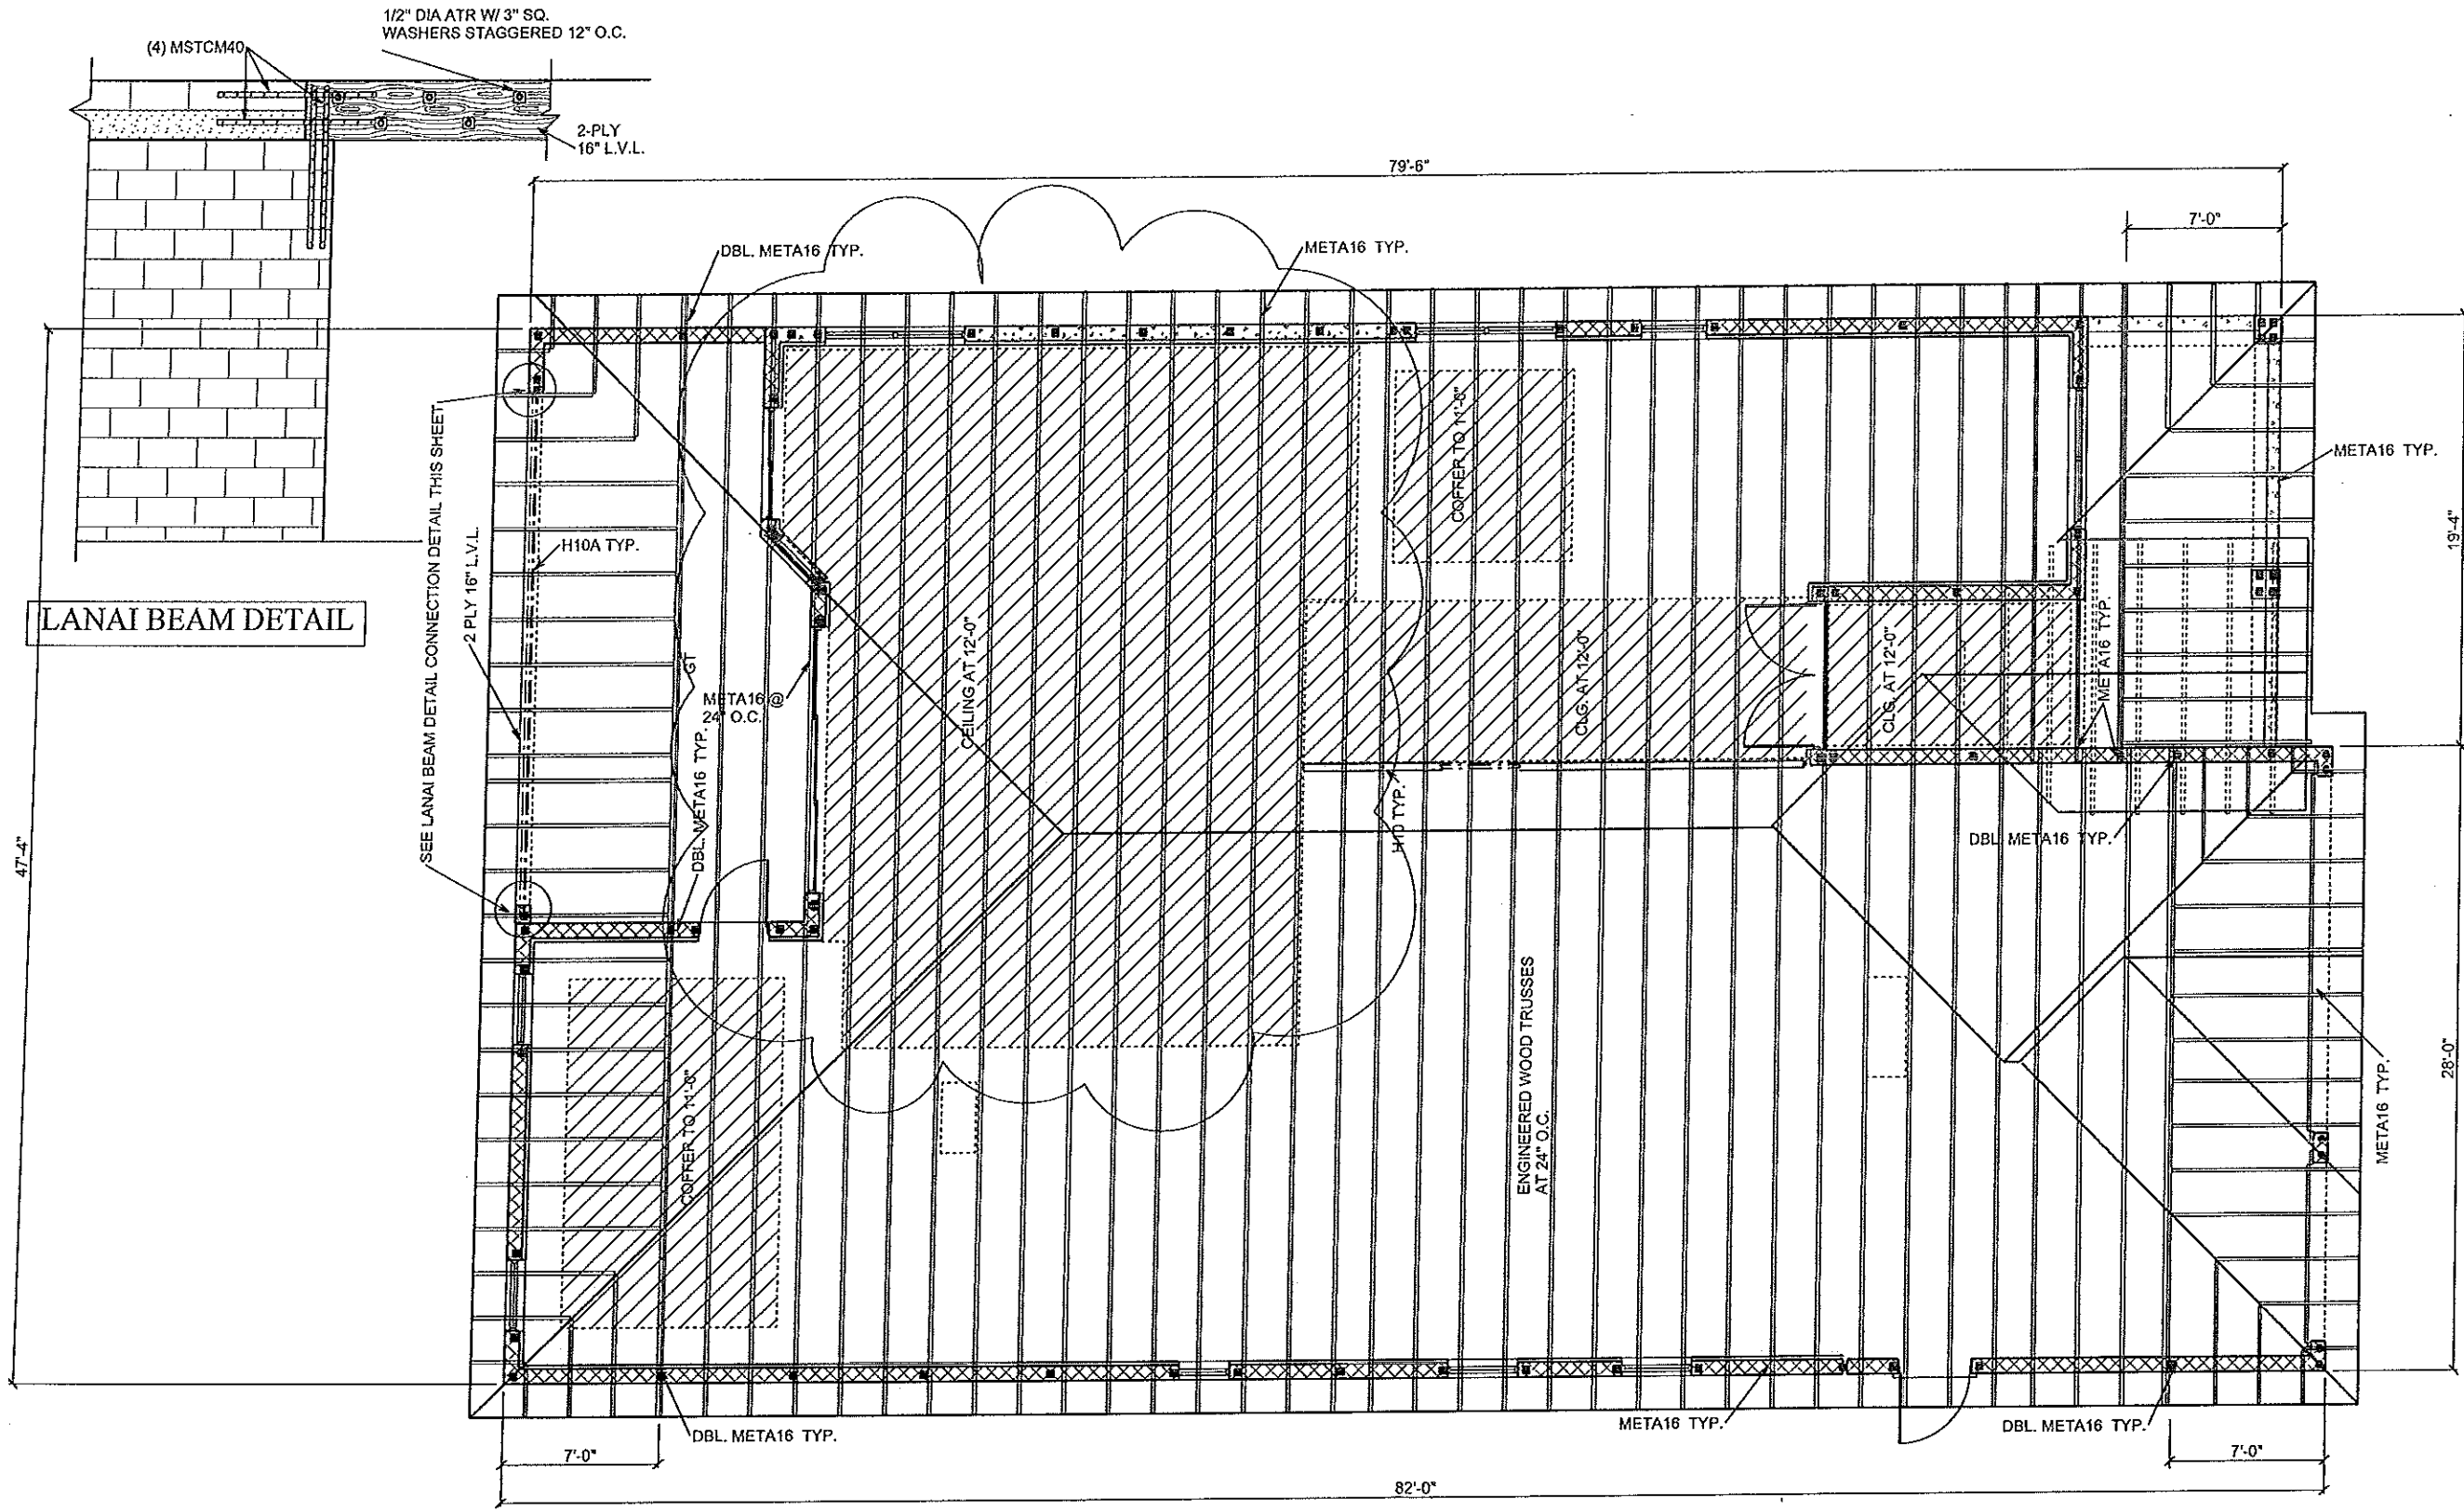 1/2" DIA ATR W/ 3" SQ.
WASHERS STAGGERED 12" O.C.
(4) MSTCM40
2-PLY
16" L.V.L.
LANAI BEAM DETAIL
79'-6"
7'-0"
DBL. META16 TYP.
META16 TYP.
SEE LANAI BEAM DETAIL CONNECTION DETAIL THIS SHEET
2 PLY 16" L.V.L.
H10A TYP.
COFFER TO 11'-0"
META16 TYP.
19'-4"
47'-4"
GT
DBL. META16 TYP.
META16 @
24" O.C.
CEILING AT 12'-0"
CLG. AT 12'-0"
CLG. AT 12'-0"
META16 TYP.
H10 TYP.
DBL. META16 TYP.
ENGINEERED WOOD TRUSSES
AT 24" O.C.
COFFER TO 11'-0"
28'-0"
META16 TYP.
DBL. META16 TYP.
META16 TYP.
DBL. META16 TYP.
7'-0"
7'-0"
82'-0"